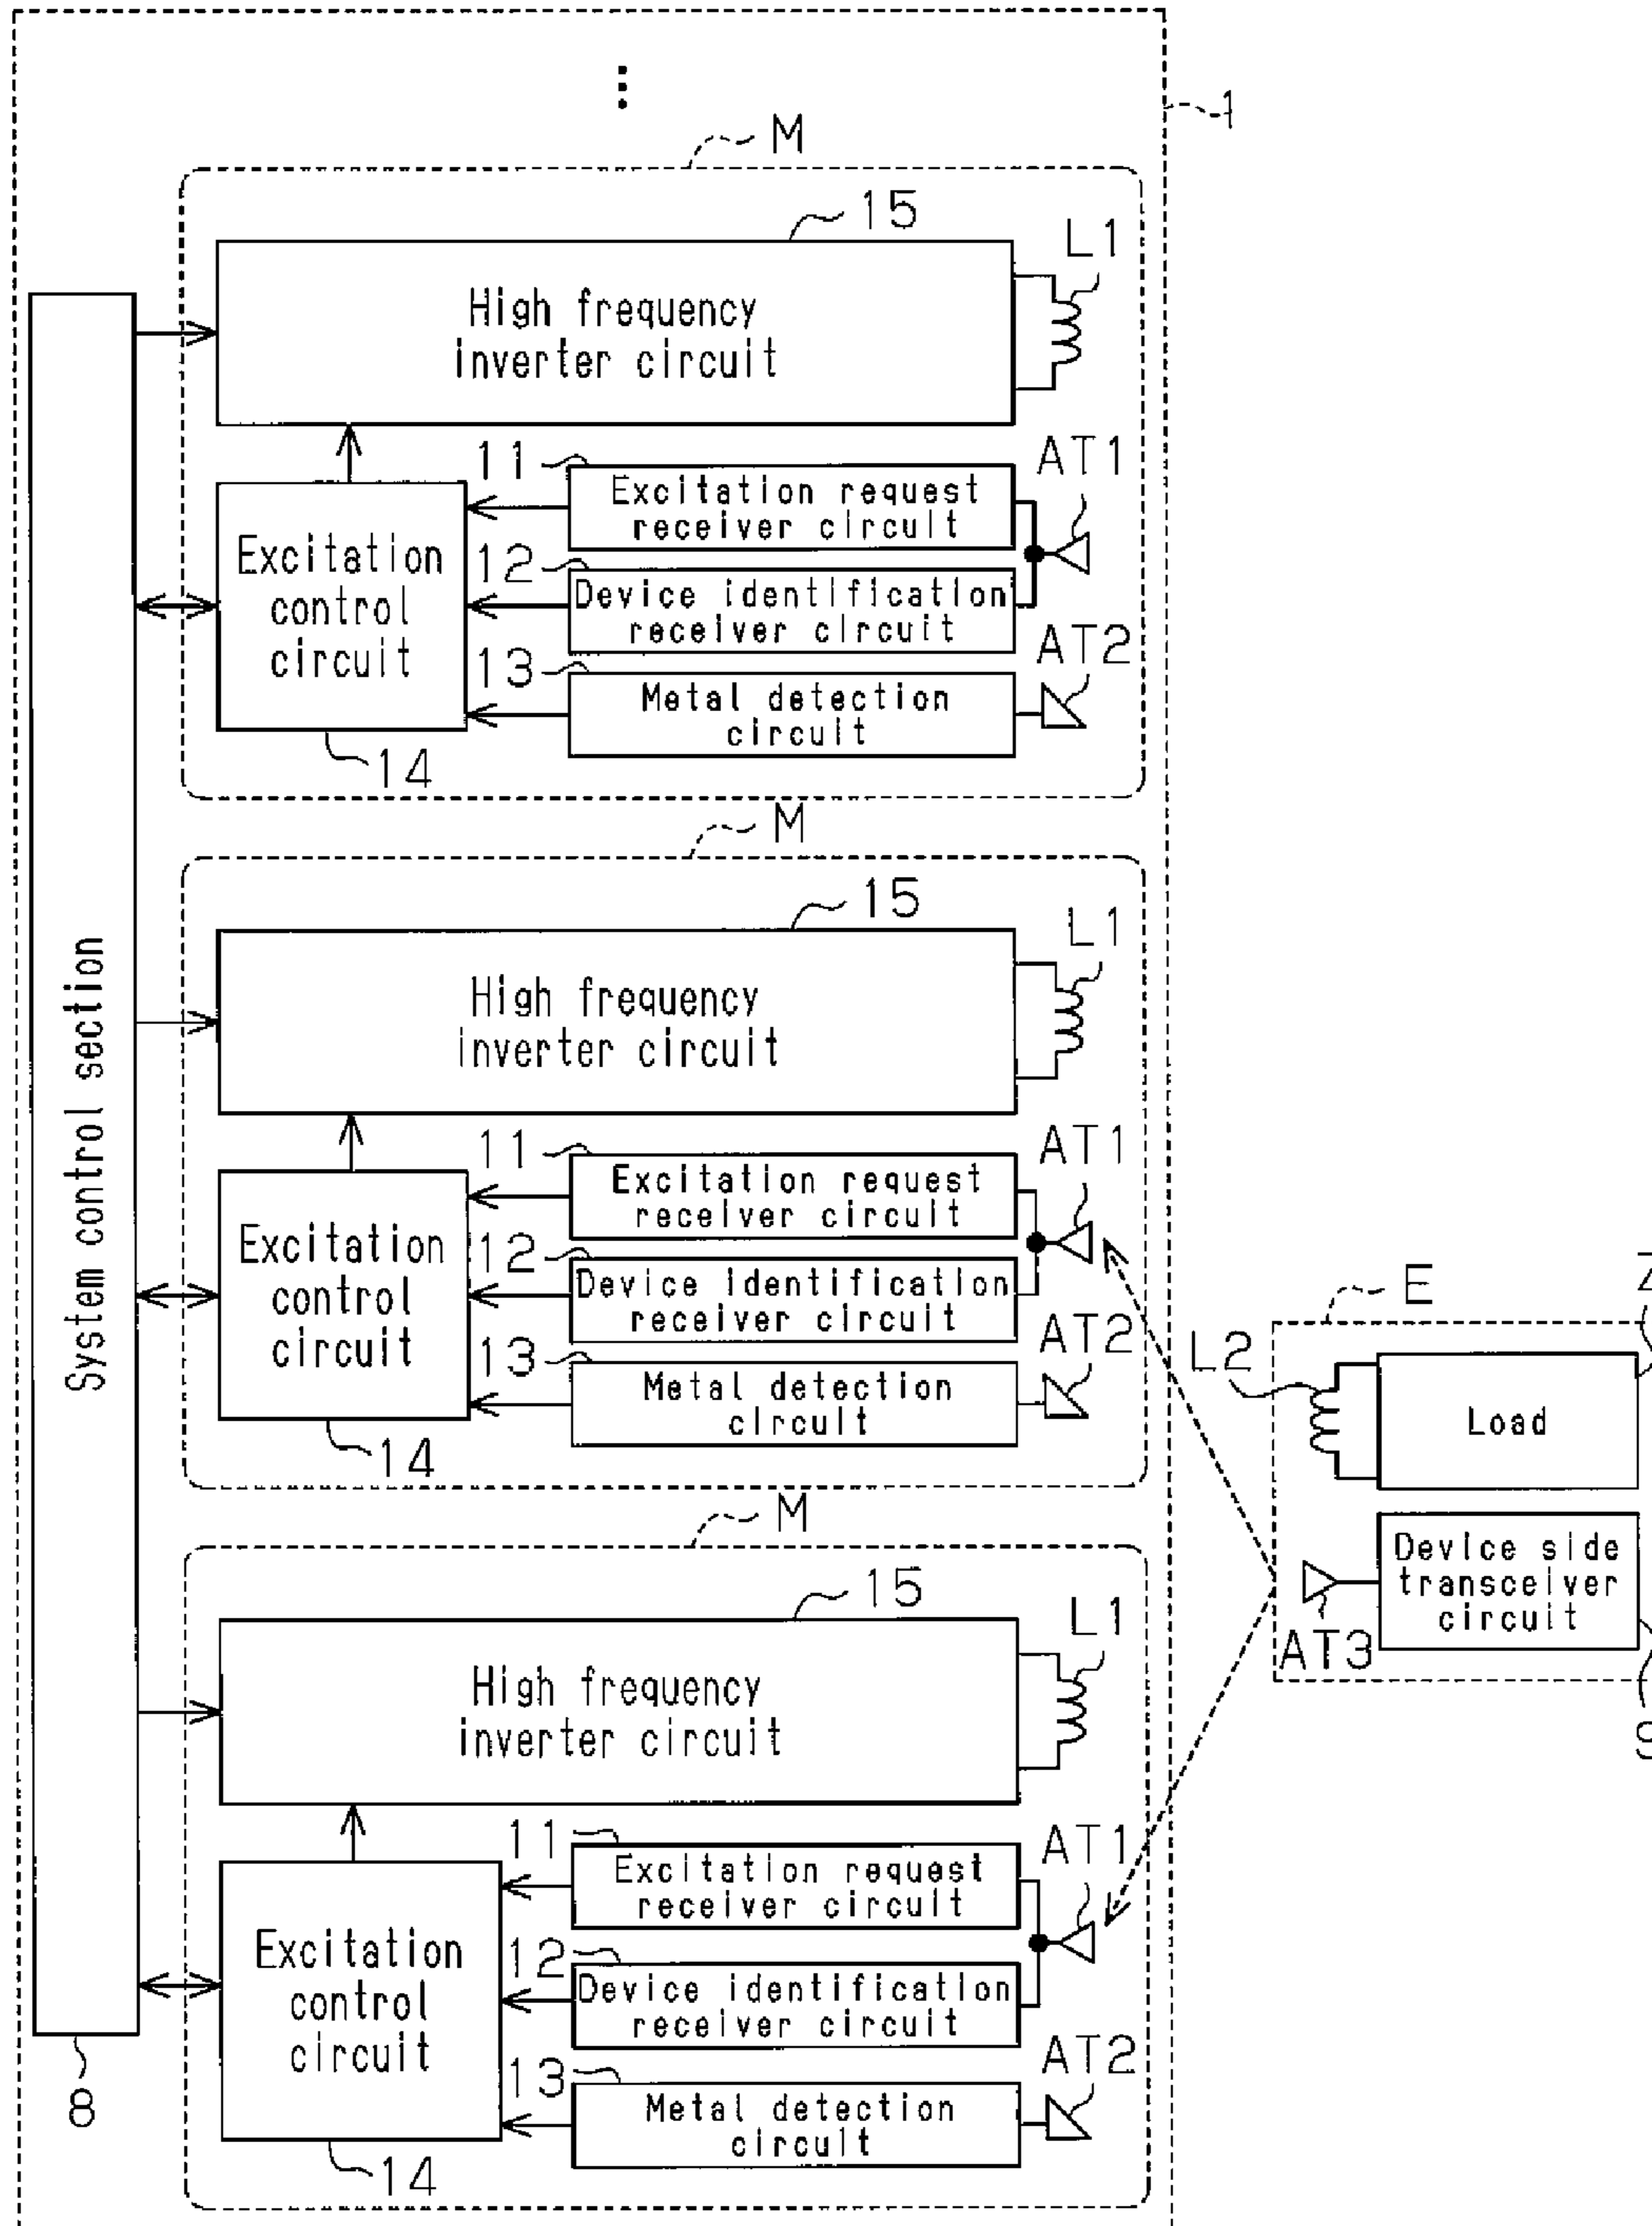 1
M
15
L1
High frequency
inverter circuit
11
AT1
Excitation request
receiver circuit
Excitation
control
circuit
12
Device identification
receiver circuit
AT2
13
Metal detection
circuit
14
M
15
L1
System control section
High frequency
inverter circuit
11
AT1
Excitation request
receiver circuit
Excitation
control
circuit
12
Device identification
receiver circuit
AT2
13
Metal detection
circuit
14
E
L2
Load
Device side
transceiver
circuit
AT3
M
15
L1
High frequency
inverter circuit
11
AT1
Excitation request
receiver circuit
Excitation
control
circuit
12
Device identification
receiver circuit
AT2
13
Metal detection
circuit
14
8